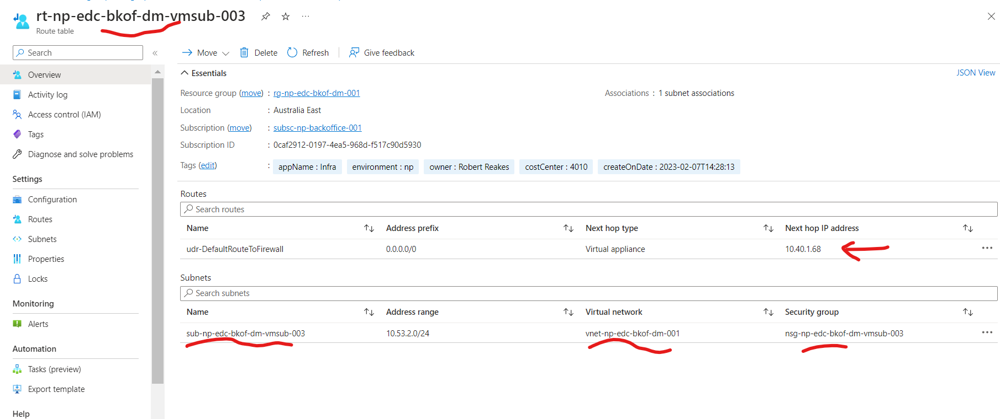 rt-np-edc-bkof-dm-vmsub-003
Route table
Search
«
Move
Delete
Refresh
Give feedback
Overview
Activity log
Access control (IAM)
Tags
Diagnose and solve problems
Settings
Configuration
Routes
Subnets
Properties
Locks
Monitoring
Alerts
Automation
Tasks (preview)
Export template
Help
Essentials
JSON View
Resource group (move) : rg-np-edc-bkof-dm-001
Associations : 1 subnet associations
Location : Australia East
Subscription (move) : subsc-np-backoffice-001
Subscription ID : 0caf2912-0197-4ea5-968d-f517c90d5930
Tags (edit) : appName : Infra environment : np owner : Robert Reakes costCenter : 4010 createOnDate : 2023-02-07T14:28:13
Routes
Search routes
Name Address prefix Next hop type Next hop IP address
udr-DefaultRouteToFirewall 0.0.0.0/0 Virtual appliance 10.40.1.68
Subnets
Search subnets
Name Address range Virtual network Security group
sub-np-edc-bkof-dm-vmsub-003 10.53.2.0/24 vnet-np-edc-bkof-dm-001 nsg-np-edc-bkof-dm-vmsub-003